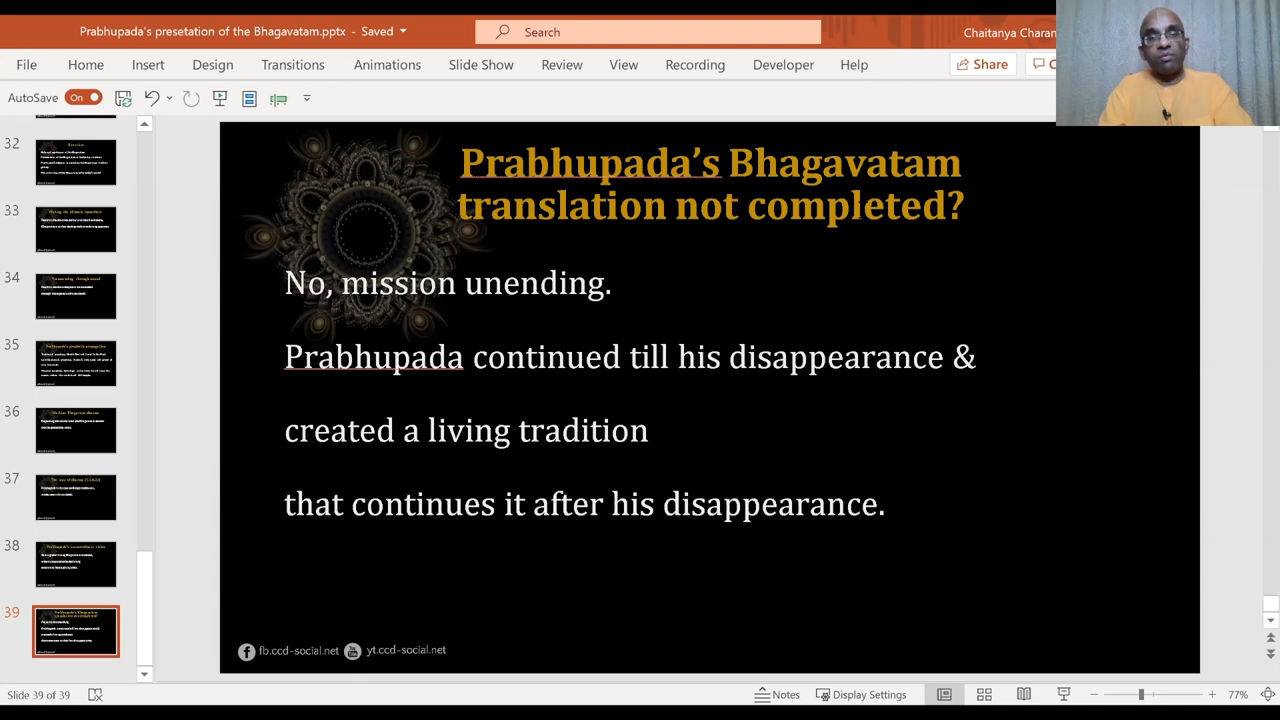 Prabhupada's presetation of the Bhagavatam.pptx - Saved
Search
Chaitanya Charan
File Home Insert Design Transitions Animations Slide Show Review View Recording Developer Help Share
AutoSave On
32
33
34
35
36
37
38
39
Prabhupada's Bhagavatam
translation not completed?
No, mission unending.
Prabhupada continued till his disappearance &
created a living tradition
that continues it after his disappearance.
fb.ccd-social.net yt.ccd-social.net
Slide 39 of 39 Notes Display Settings 77%